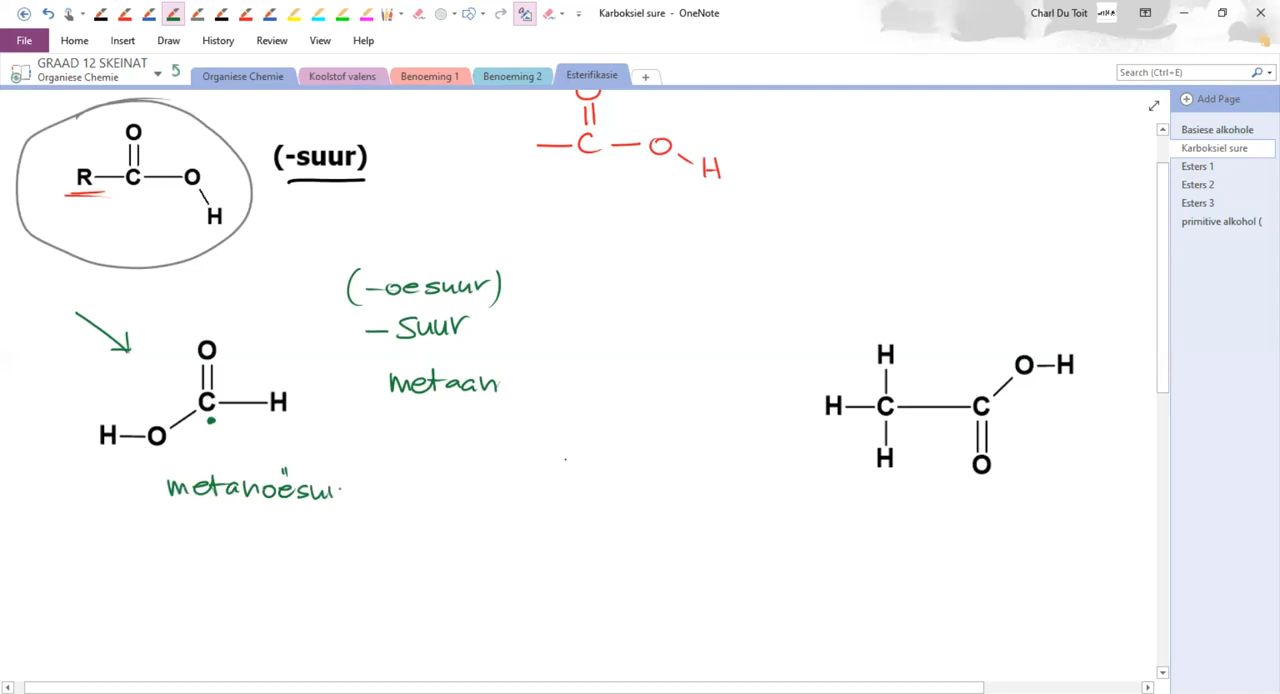 Karboksiel sure - OneNote
Charl Du Toit
File Home Insert Draw History Review View Help
GRAAD 12 SKEINAT
Organiese Chemie
Organiese Chemie Koolstof valens Benoeming 1 Benoeming 2 Esterifikasie +
Search (Ctrl+E)
Add Page
Basiese alkohole
Karboksiel sure
Esters 1
Esters 2
Esters 3
primitive alkohol (
O
R C O
H
(-suur)
O
C O
H
(-oesuur)
- suur
metaan
O
C H
H O
metanoësu
H
O H
H C C
H O